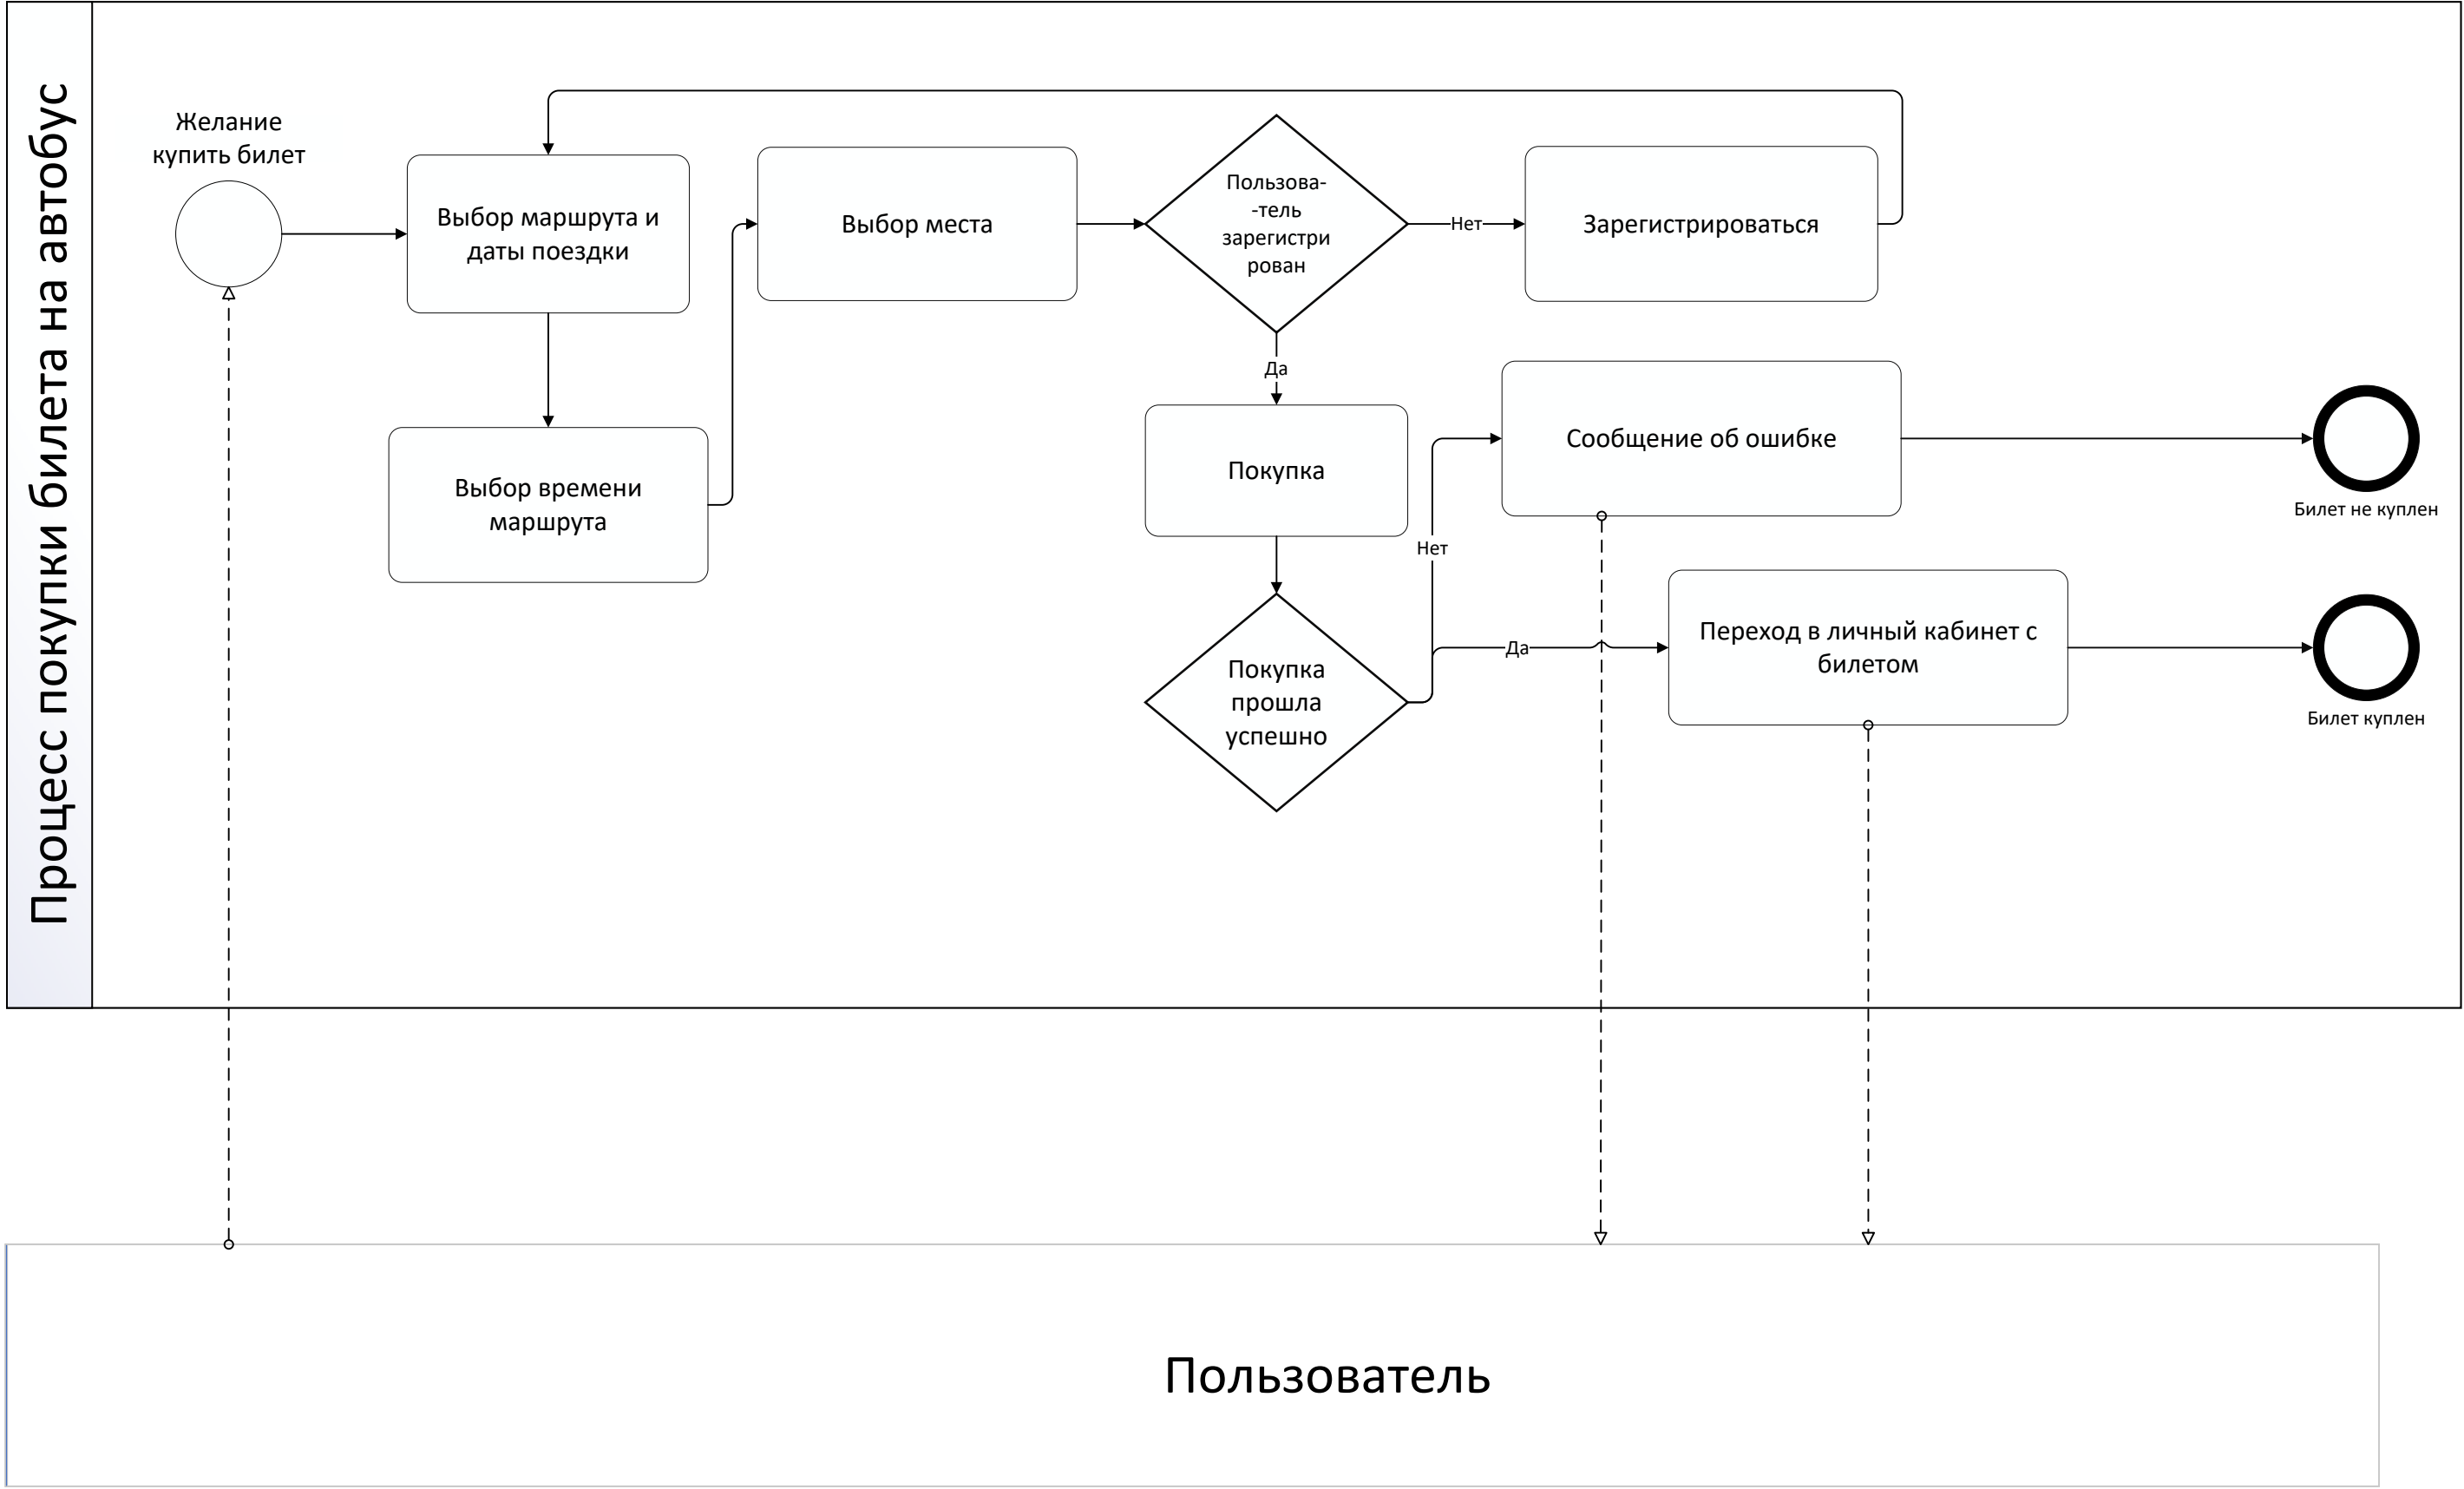 Процесс покупки билета на автобус
Желание
купить билет
Выбор маршрута и
даты поездки
Выбор времени
маршрута
Выбор места
Пользова-
-тель
зарегистри
рован
Нет
Зарегистрироваться
Да
Покупка
Покупка
прошла
успешно
Нет
Сообщение об ошибке
Билет не куплен
Да
Переход в личный кабинет с
билетом
Билет куплен
Пользователь